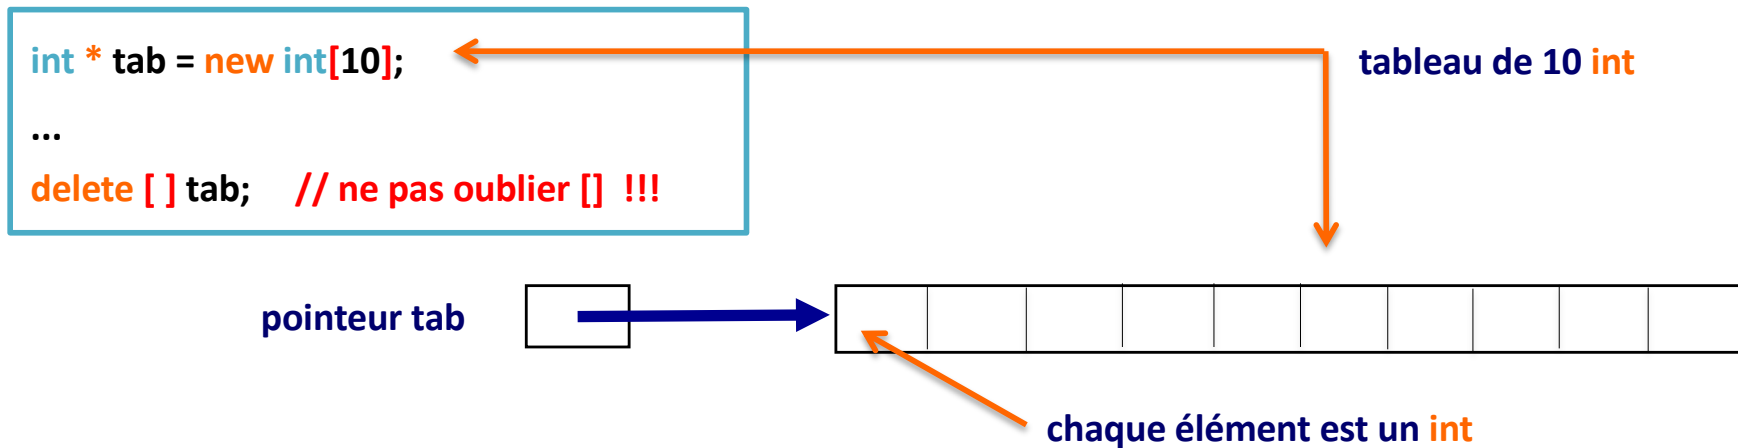 int * tab = new int[10];
tableau de 10 int
...
delete [ ] tab; // ne pas oublier [] !!!
pointeur tab
chaque élément est un int